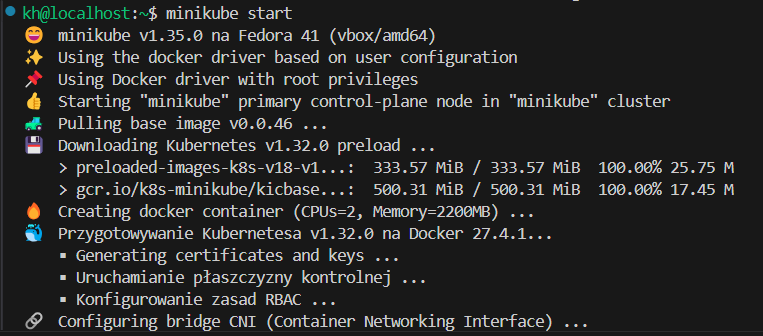 kh@localhost:~$ minikube start
😄 minikube v1.35.0 na Fedora 41 (vbox/amd64)
✨ Using the docker driver based on user configuration
📌 Using Docker driver with root privileges
👍 Starting "minikube" primary control-plane node in "minikube" cluster
🚜 Pulling base image v0.0.46 ...
💾 Downloading Kubernetes v1.32.0 preload ...
> preloaded-images-k8s-v18-v1...: 333.57 MiB / 333.57 MiB 100.00% 25.75 M
> gcr.io/k8s-minikube/kicbase...: 500.31 MiB / 500.31 MiB 100.00% 17.45 M
🔥 Creating docker container (CPUs=2, Memory=2200MB) ...
🐳 Przygotowywanie Kubernetesa v1.32.0 na Docker 27.4.1...
▪ Generating certificates and keys ...
▪ Uruchamianie płaszczyzny kontrolnej ...
▪ Konfigurowanie zasad RBAC ...
🔗 Configuring bridge CNI (Container Networking Interface) ...